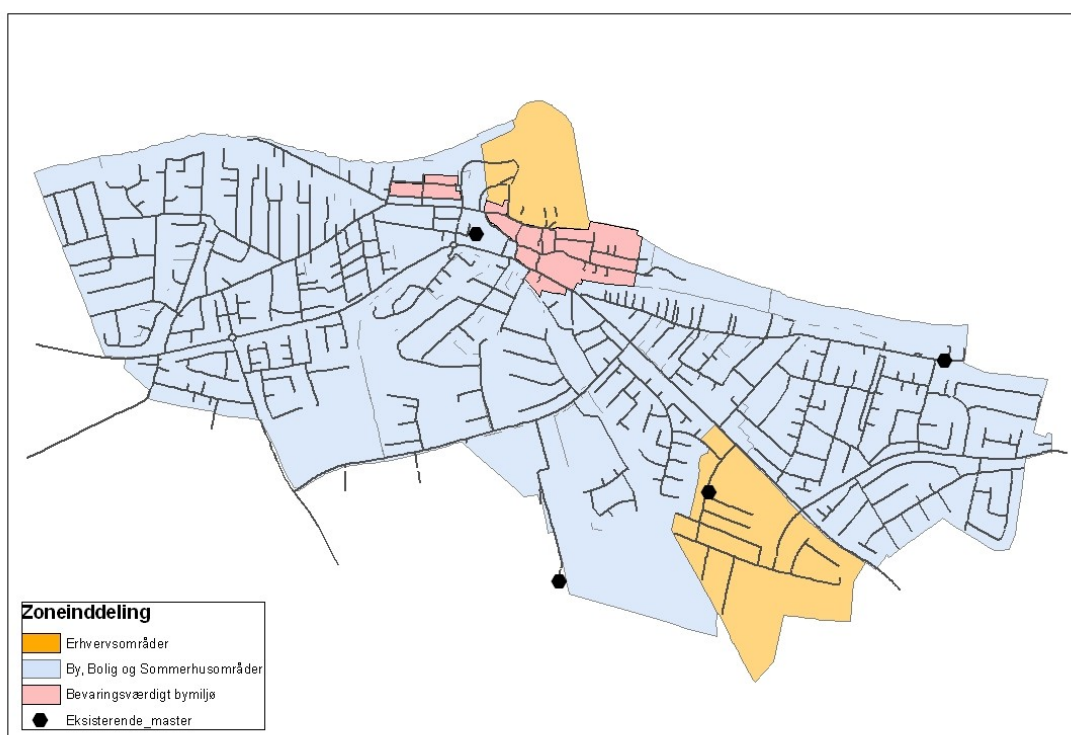 Zoneinddeling
Erhvervsområder
By, Bolig og Sommerhusområder
Bevaringsværdigt bymiljø
Eksisterende_master